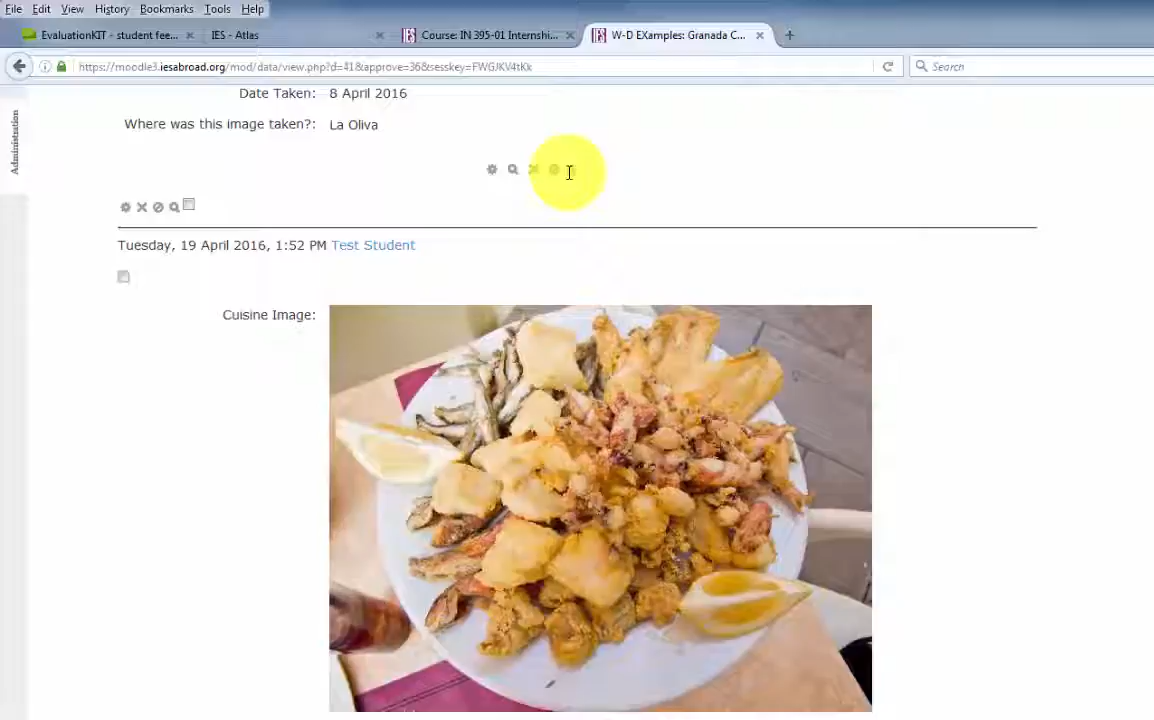 File Edit View History Bookmarks Tools Help
EvaluationKIT - student fee... IES - Atlas Course: IN 395-01 Internshi... W-D EXamples: Granada C...
https://moodle3.iesabroad.org/mod/data/view.php?d=41&approve=36&sesskey=FWGJKV4tKk Search
Administration
Date Taken: 8 April 2016
Where was this image taken?: La Oliva
Tuesday, 19 April 2016, 1:52 PM Test Student
Cuisine Image: